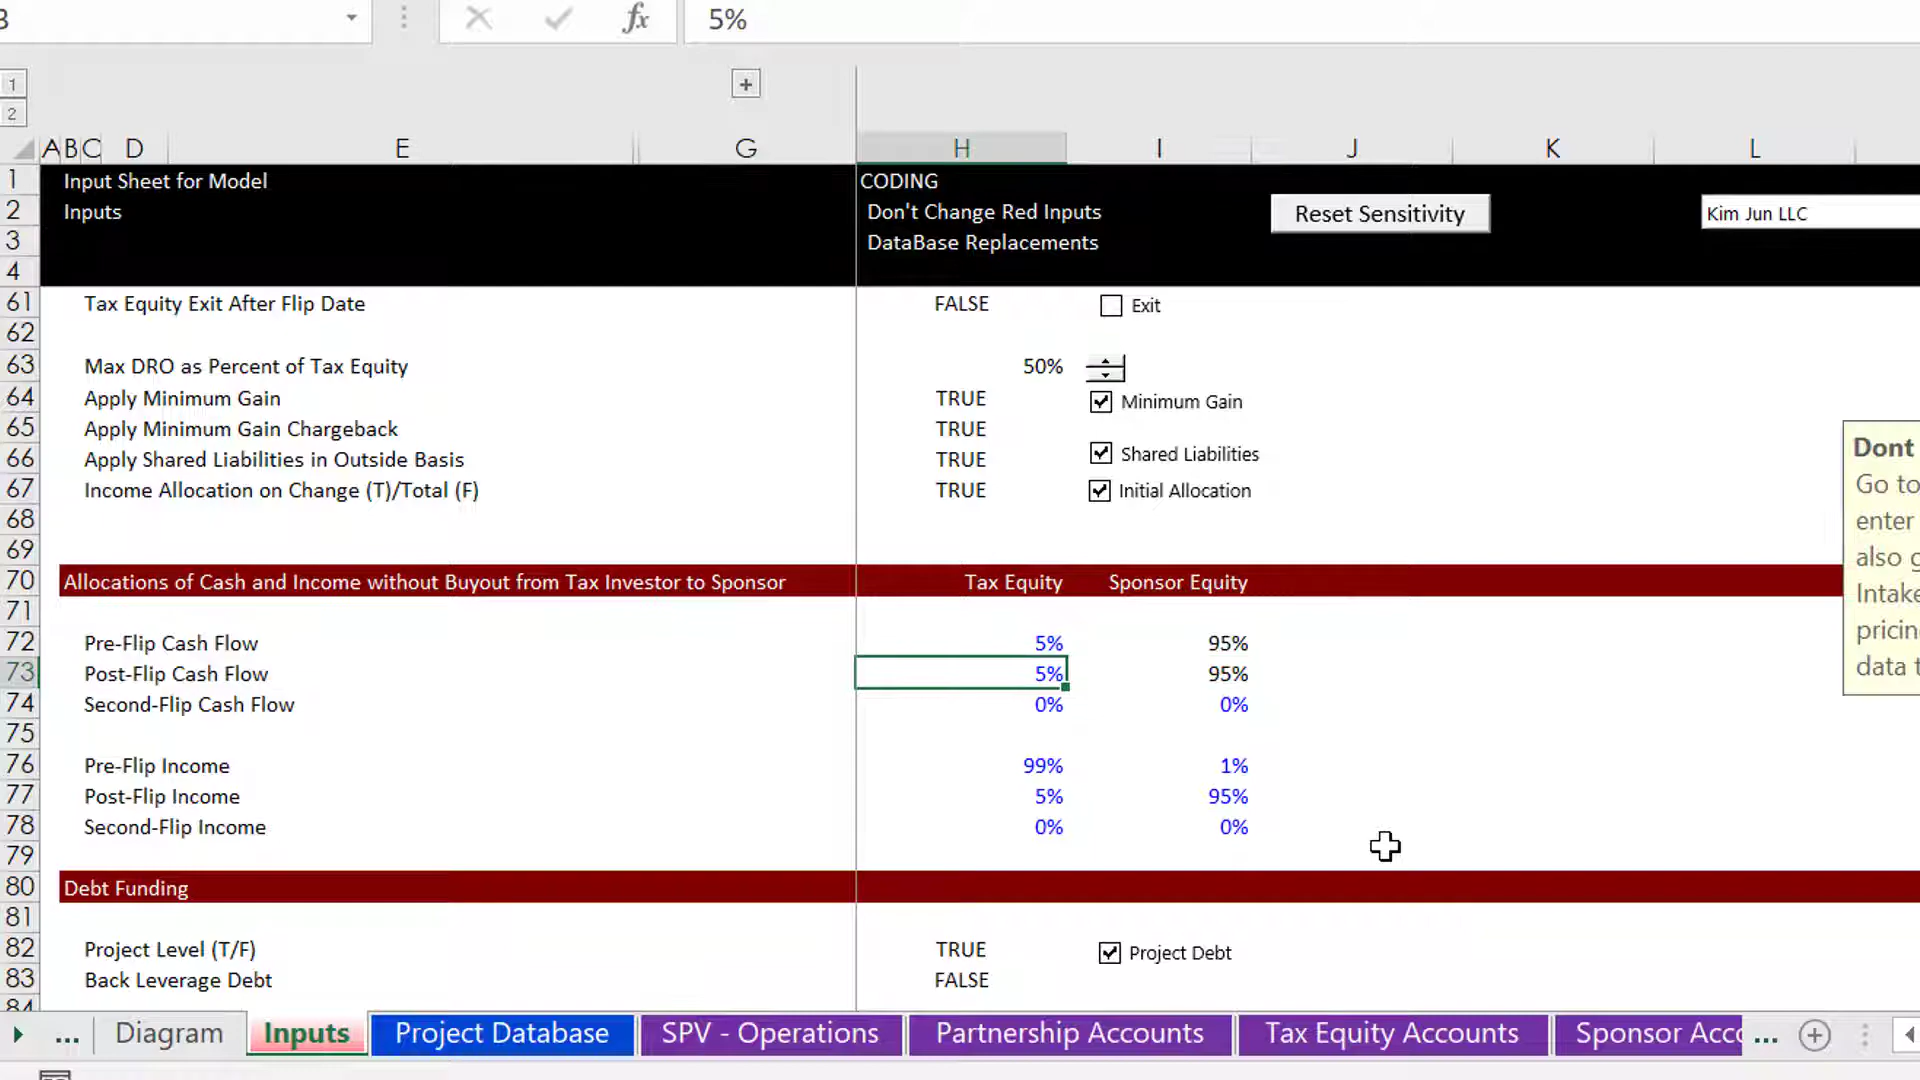 3 fx 5%
1
2
A B C D E G H I J K L
1 Input Sheet for Model CODING
2 Inputs Don't Change Red Inputs Reset Sensitivity Kim Jun LLC
3 DataBase Replacements
4
61 Tax Equity Exit After Flip Date FALSE Exit
62
63 Max DRO as Percent of Tax Equity 50%
64 Apply Minimum Gain TRUE Minimum Gain
65 Apply Minimum Gain Chargeback TRUE
66 Apply Shared Liabilities in Outside Basis TRUE Shared Liabilities
67 Income Allocation on Change (T)/Total (F) TRUE Initial Allocation
68
69
70 Allocations of Cash and Income without Buyout from Tax Investor to Sponsor Tax Equity Sponsor Equity
71
72 Pre-Flip Cash Flow 5% 95%
73 Post-Flip Cash Flow 5% 95%
74 Second-Flip Cash Flow 0% 0%
75
76 Pre-Flip Income 99% 1%
77 Post-Flip Income 5% 95%
78 Second-Flip Income 0% 0%
79
80 Debt Funding
81
82 Project Level (T/F) TRUE Project Debt
83 Back Leverage Debt FALSE
84
Dont
Go to
enter
also g
Intake
pricin
data t
... Diagram Inputs Project Database SPV - Operations Partnership Accounts Tax Equity Accounts Sponsor Acco ...